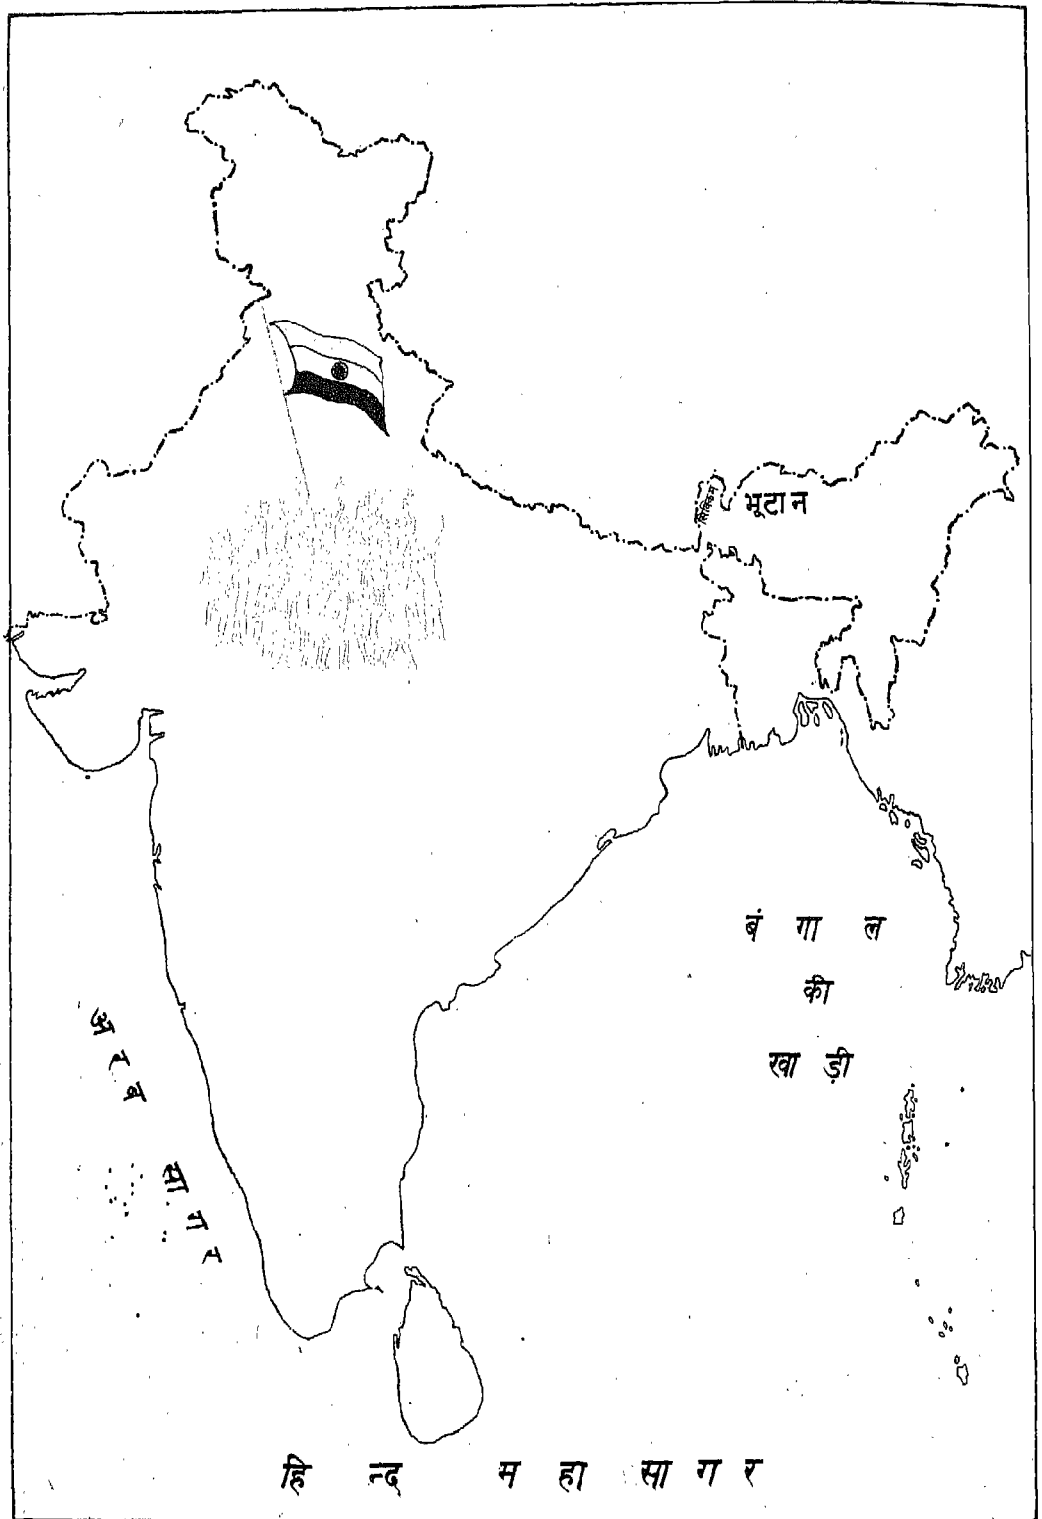 सिक्किम
भूटान
बंगाल
की
खाड़ी
अरब
सागर
हिन्द महासागर